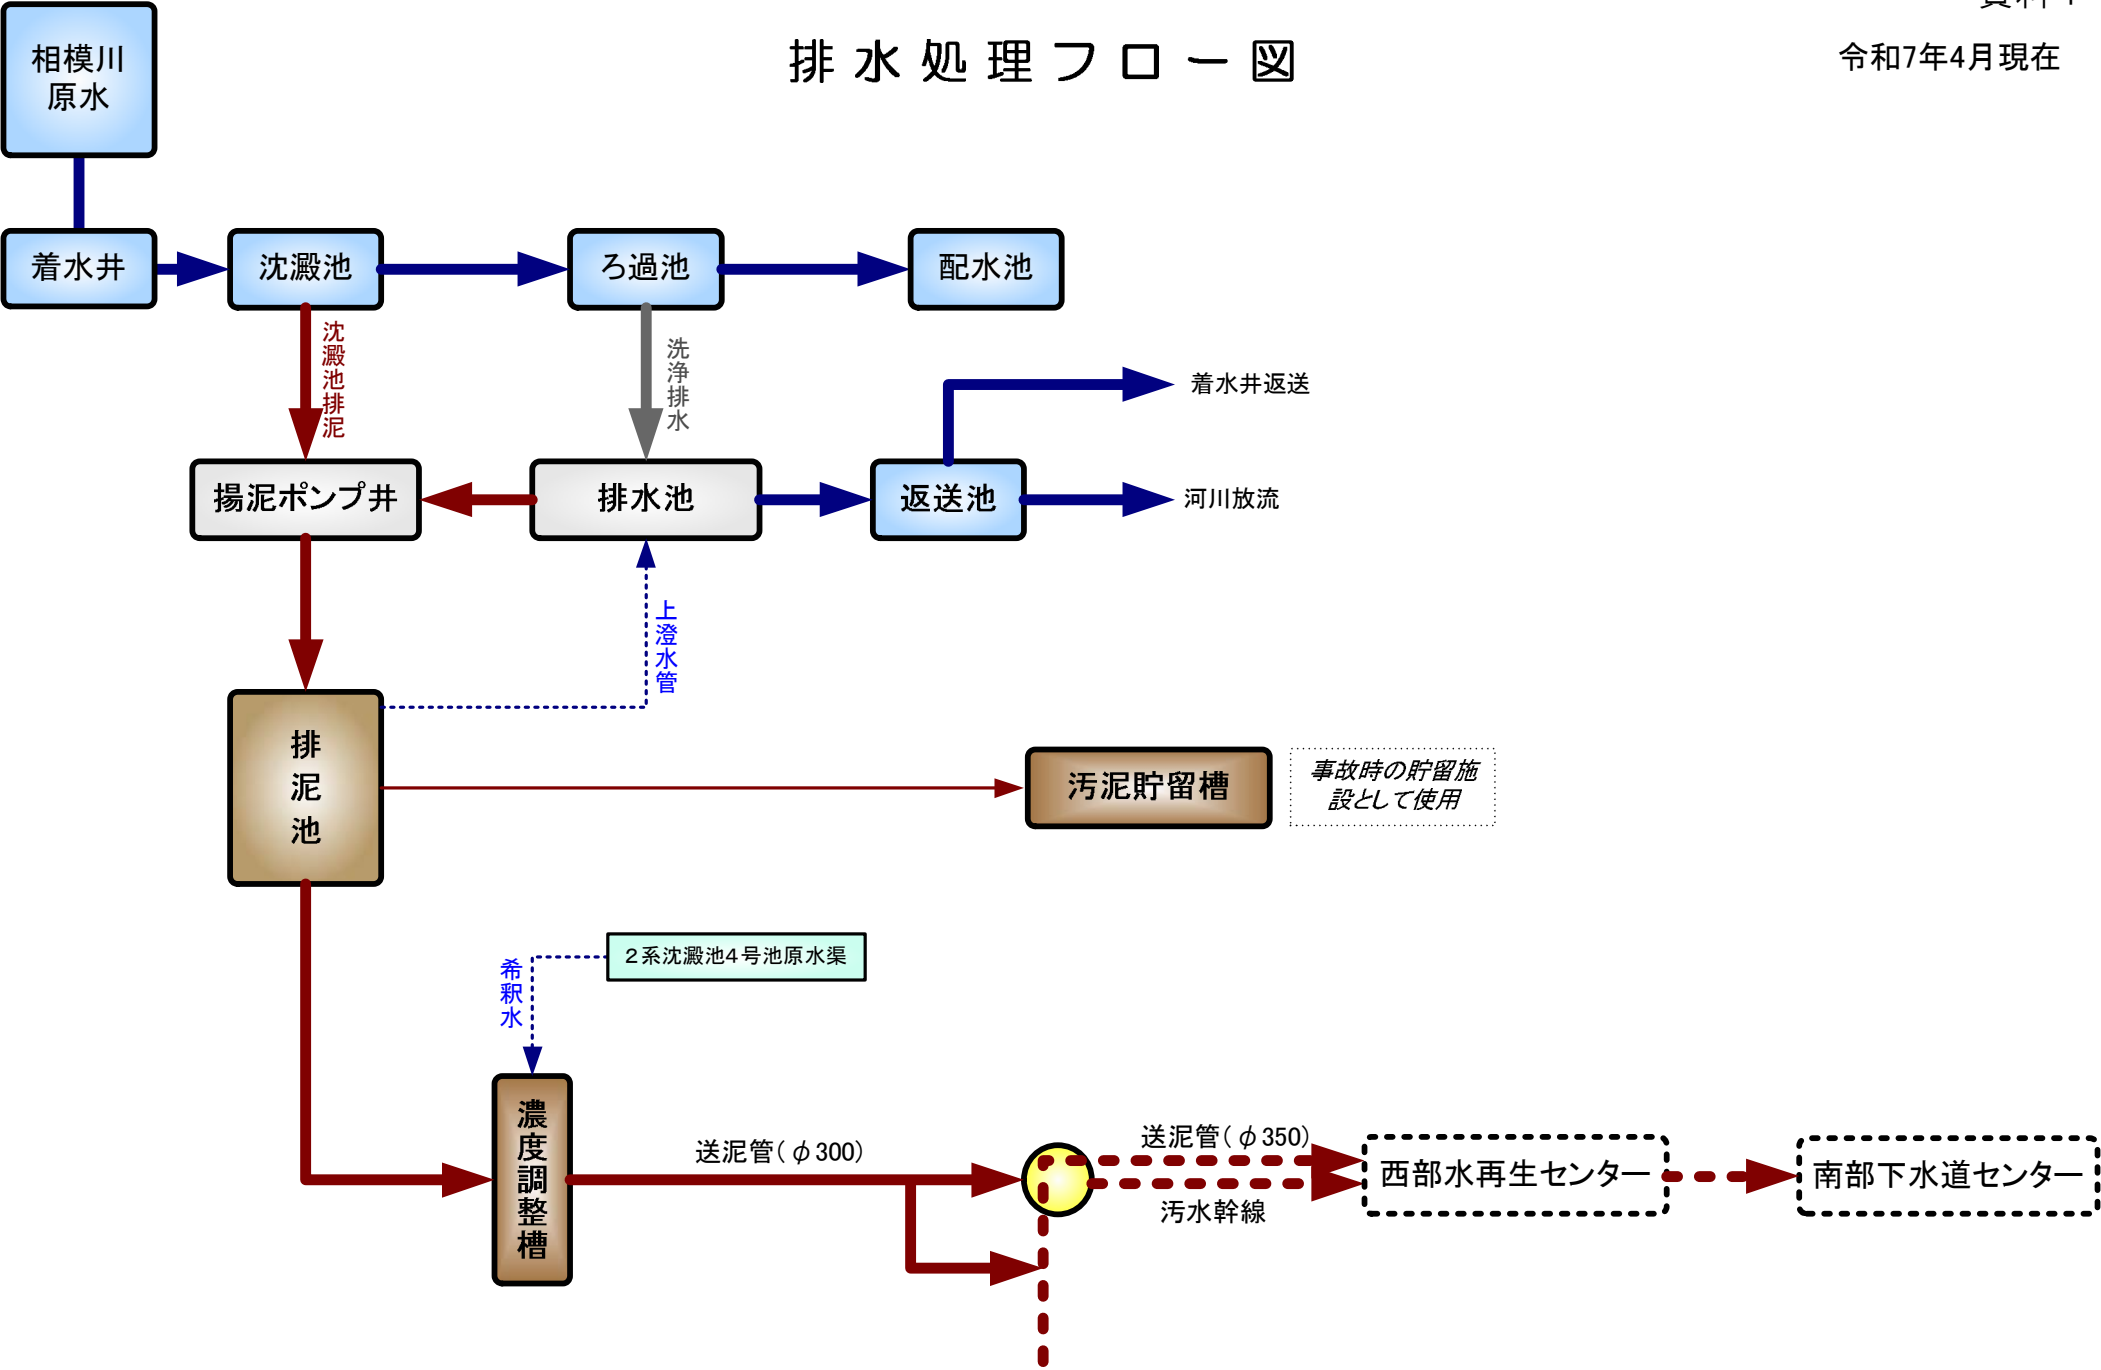 排水処理フロー図
令和7年4月現在
相模川
原水
着水井
沈澱池
ろ過池
配水池
沈澱池排泥
洗浄排水
着水井返送
揚泥ポンプ井
排水池
返送池
河川放流
上澄水管
排泥池
汚泥貯留槽
事故時の貯留施
設として使用
2系沈澱池4号池原水渠
希釈水
濃度調整槽
送泥管(φ300)
送泥管(φ350)
汚水幹線
西部水再生センター
南部下水道センター